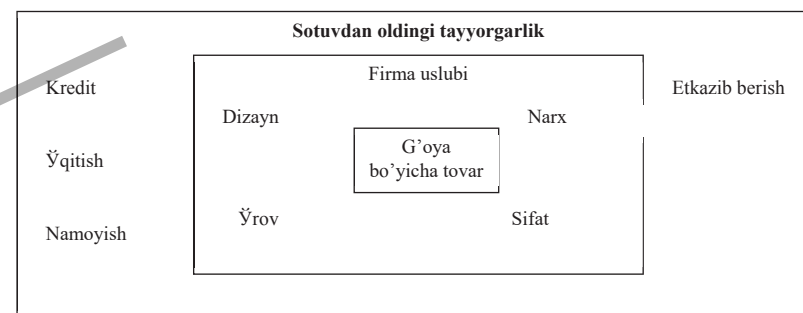 Sotuvdan oldingi tayyorgarlik
Firma uslubi
Kredit
Etkazib berish
Dizayn
Narx
G’oya
bo’yicha tovar
Ўqitish
Ўrov
Sifat
Namoyish